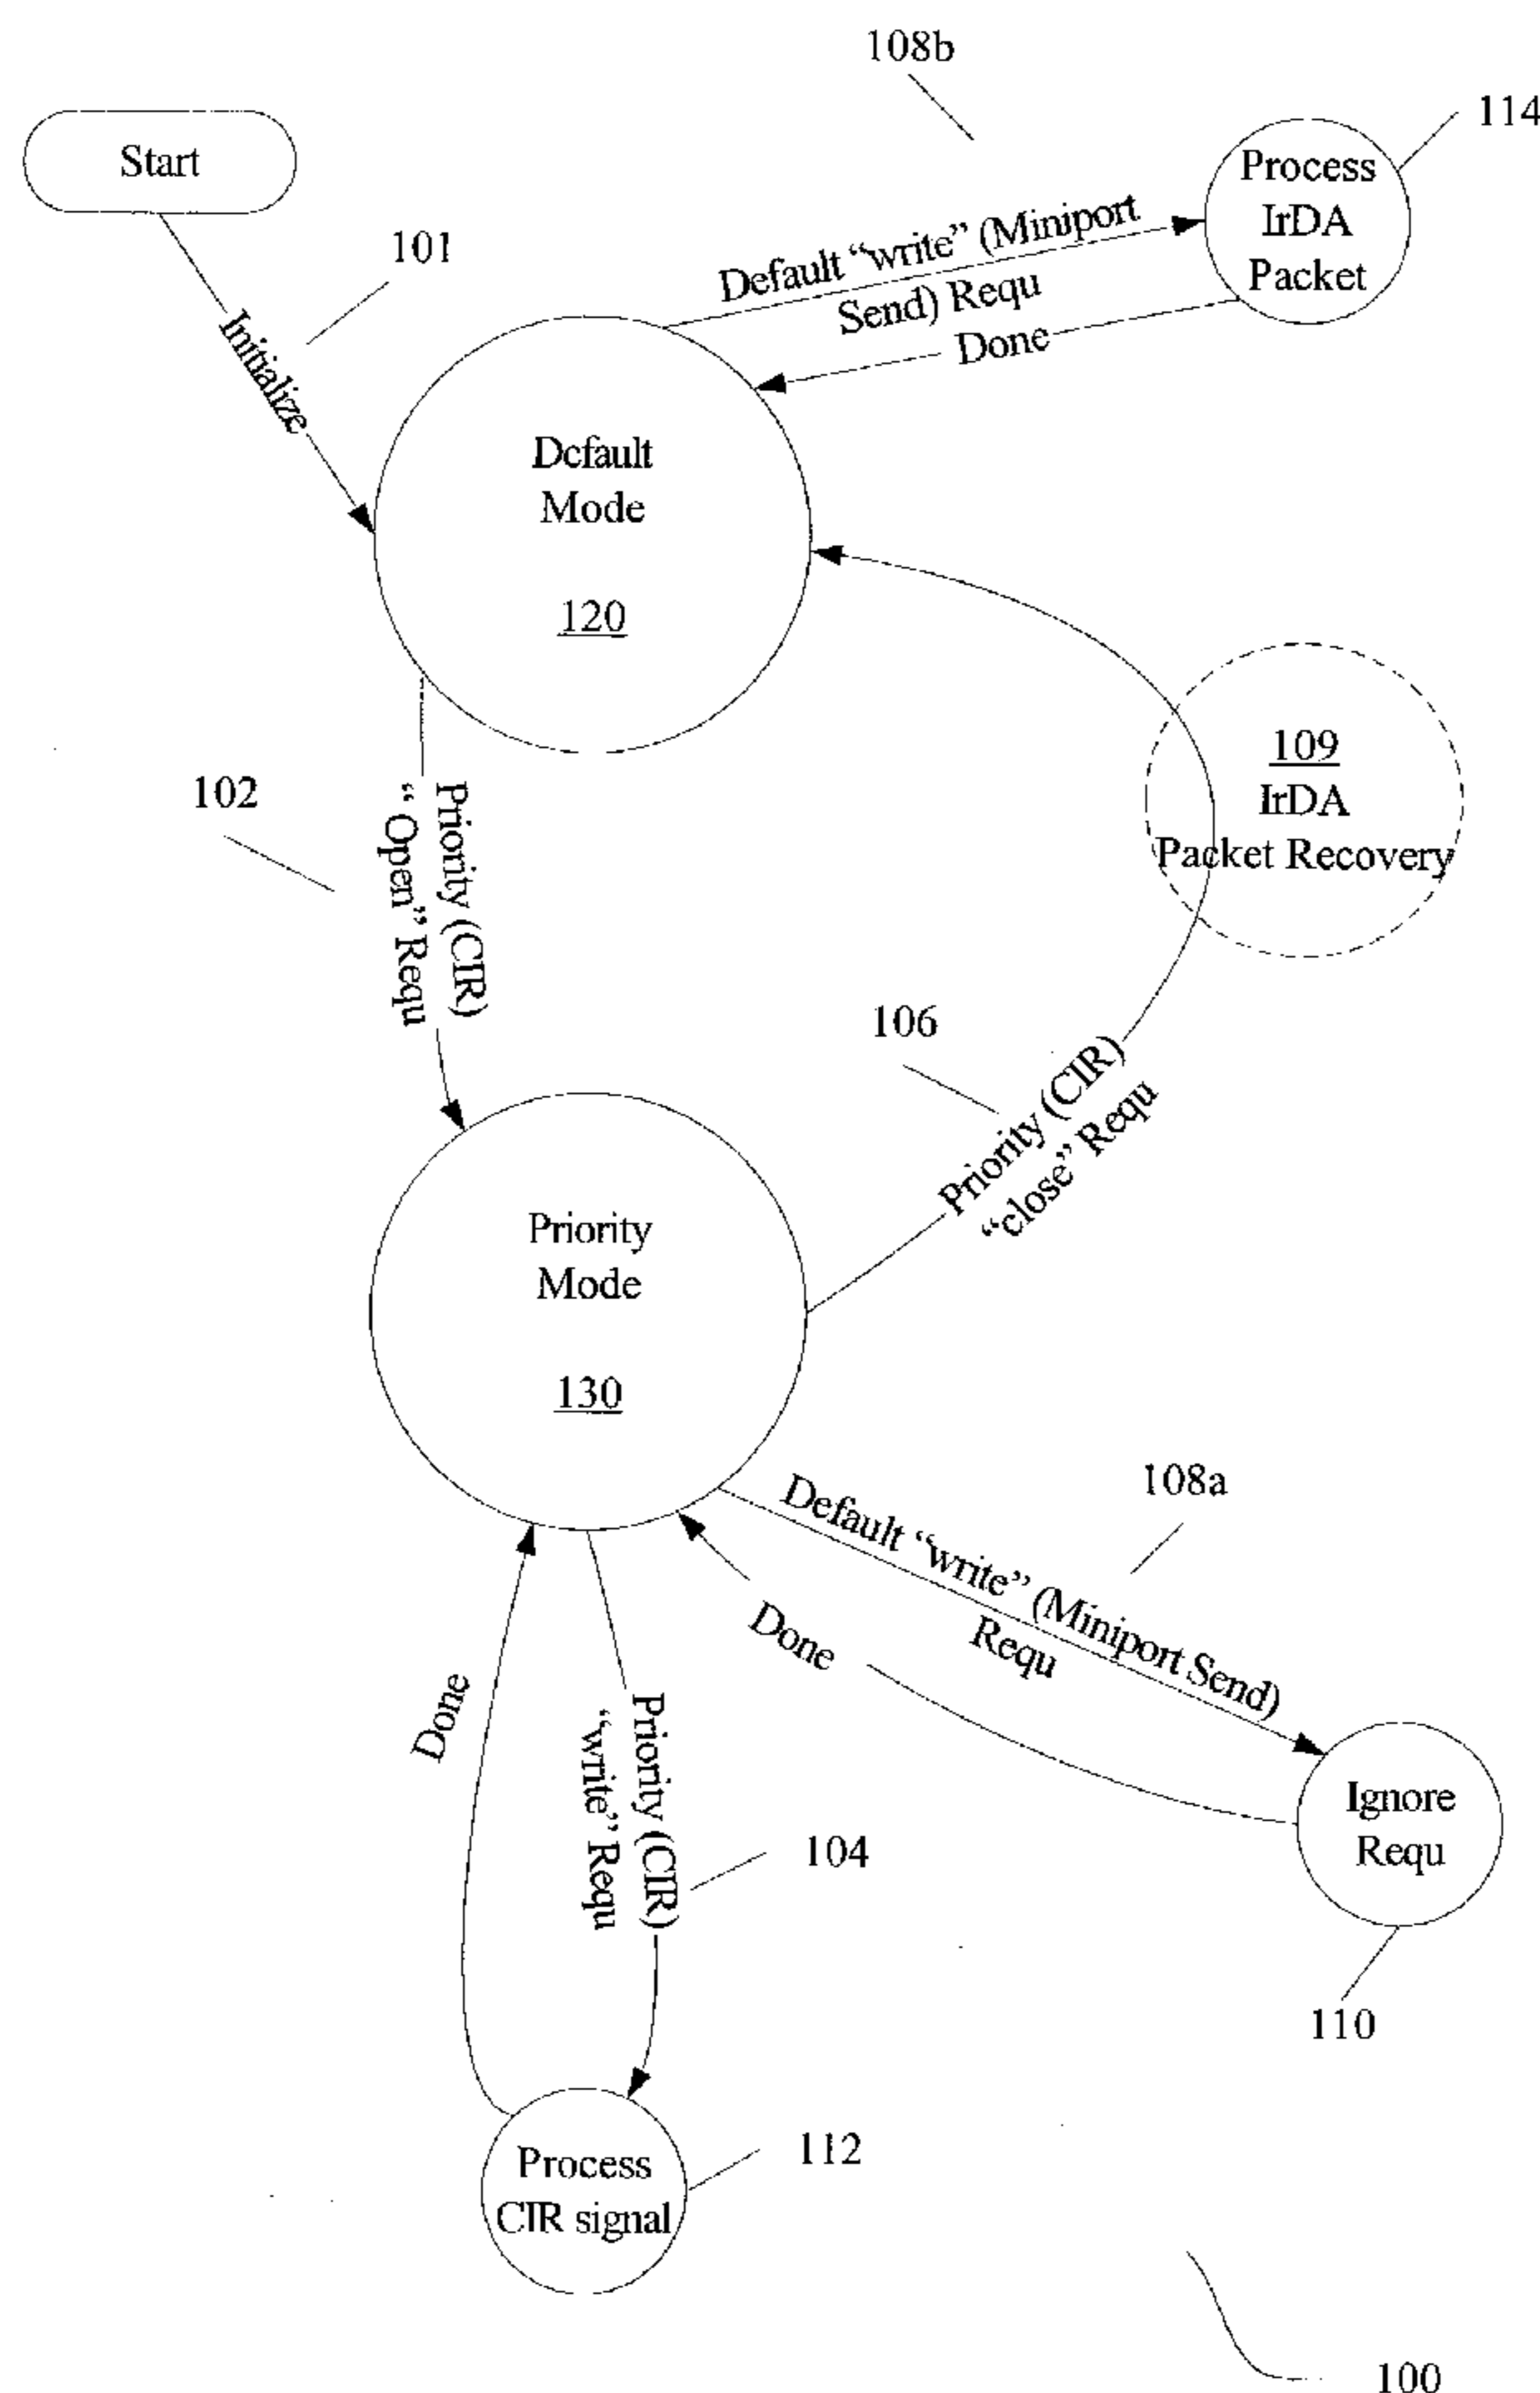 108b
114
Start
Process
IrDA
Packet
101
Default “write” (Miniport
Send) Requ
Done
Initialize
Default
Mode
120
109
IrDA
Packet Recovery
102
Priority (CIR)
“ Open” Requ
106
Priority (CIR)
“close” Requ
Priority
Mode
130
108a
Default “write” (Miniport Send)
Requ
Done
Done
Priority (CIR)
“write” Requ
Ignore
Requ
104
110
112
Process
CIR signal
100